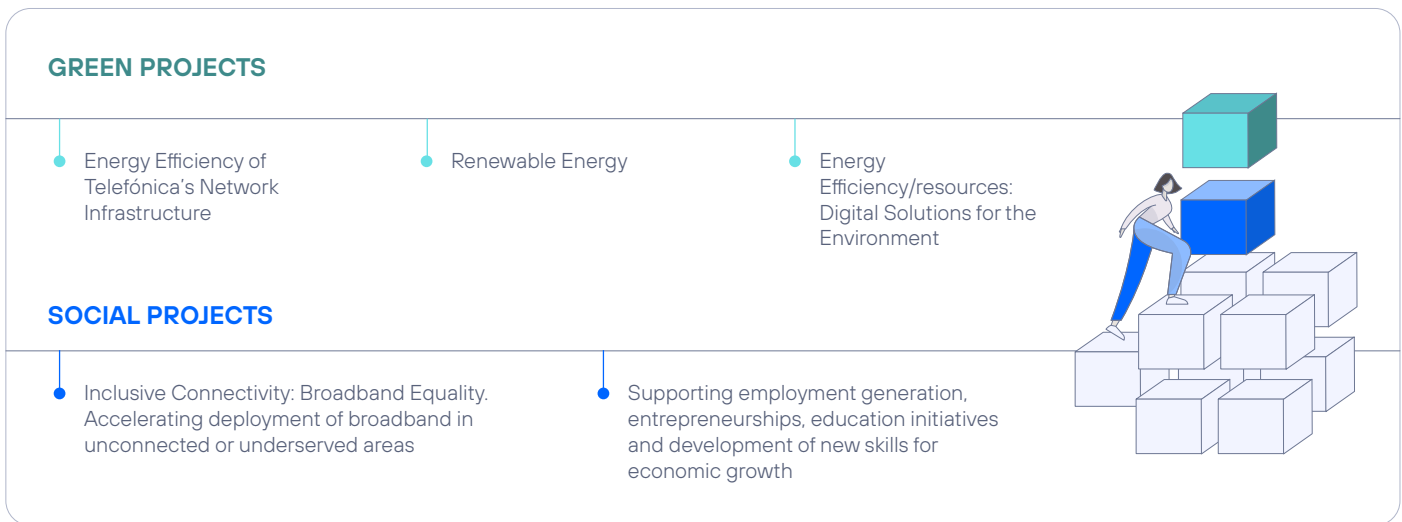 GREEN PROJECTS
Energy Efficiency of
Telefónica's Network
Infrastructure
Renewable Energy
Energy
Efficiency/resources:
Digital Solutions for the
Environment
SOCIAL PROJECTS
Inclusive Connectivity: Broadband Equality.
Accelerating deployment of broadband in
unconnected or underserved areas
Supporting employment generation,
entrepreneurships, education initiatives
and development of new skills for
economic growth